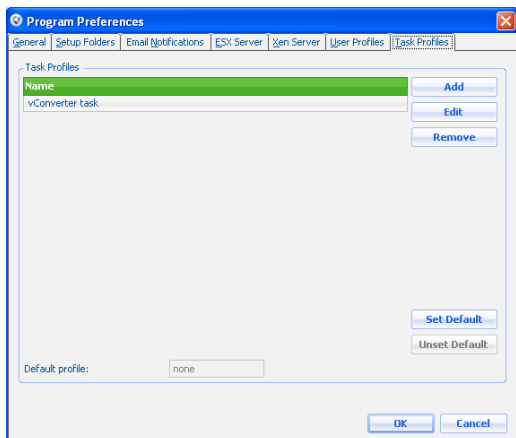 Program Preferences
General Setup Folders Email Notifications ESX Server Xen Server User Profiles Task Profiles
Task Profiles
Name
vConverter task
Add
Edit
Remove
Set Default
Unset Default
Default profile: none
OK Cancel